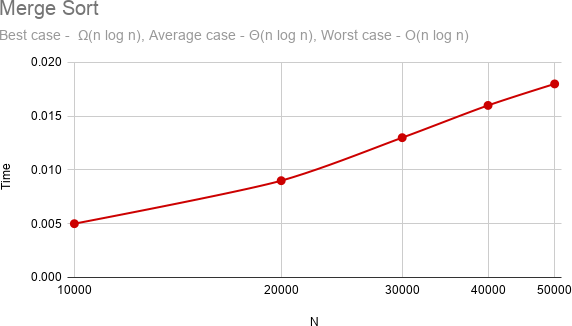 Merge Sort
Best case -  Ω(n log n), Average case - Θ(n log n), Worst case - O(n log n)
0.020
0.015
0.010
0.005
0.000
Time
10000 20000 30000 40000 50000
N